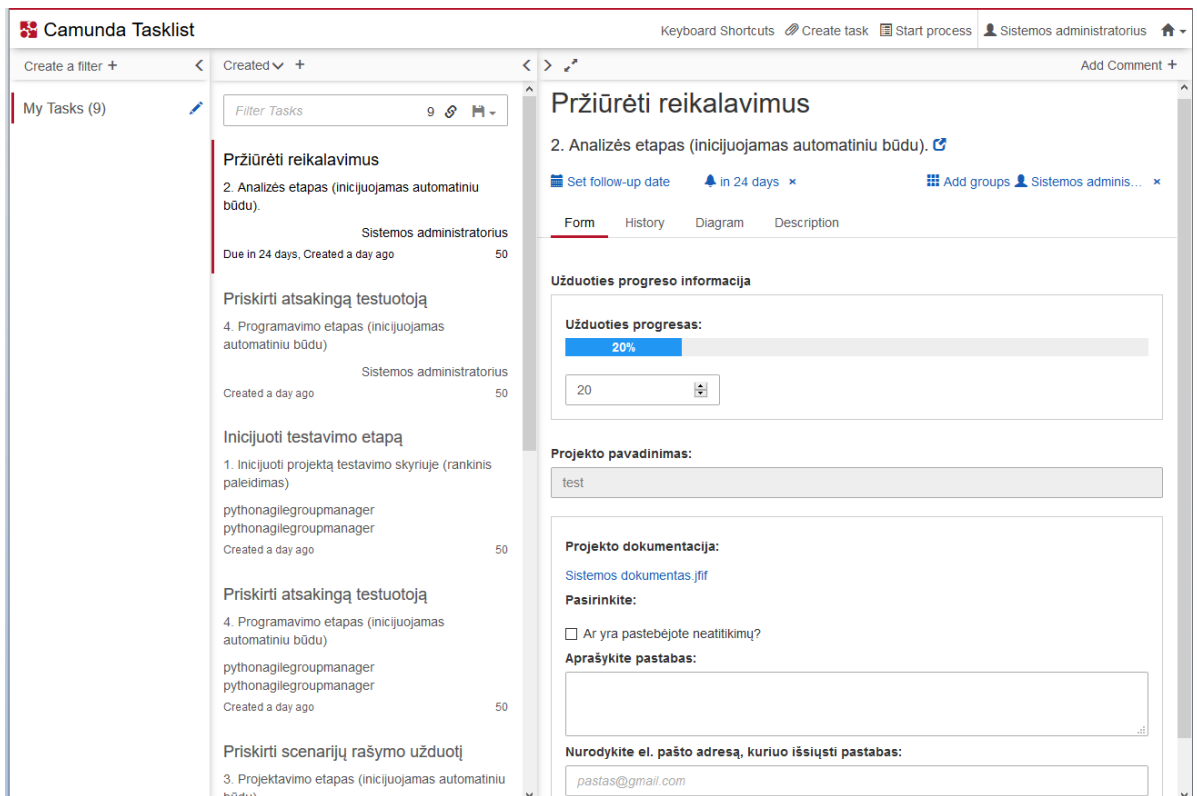 Camunda Tasklist
Keyboard Shortcuts Create task Start process Sistemos administratorius
Create a filter +
My Tasks (9)
Created +
Filter Tasks 9
Pržiūrėti reikalavimus
2. Analizės etapas (inicijuojamas automatiniu
būdu).
Sistemos administratorius
Due in 24 days, Created a day ago 50
Priskirti atsakingą testuotoją
4. Programavimo etapas (inicijuojamas
automatiniu būdu)
Sistemos administratorius
Created a day ago 50
Inicijuoti testavimo etapą
1. Inicijuoti projektą testavimo skyriuje (rankinis
paleidimas)
pythonagilegroupmanager
pythonagilegroupmanager
Created a day ago 50
Priskirti atsakingą testuotoją
4. Programavimo etapas (inicijuojamas
automatiniu būdu)
pythonagilegroupmanager
pythonagilegroupmanager
Created a day ago 50
Priskirti scenarijų rašymo užduotį
3. Projektavimo etapas (inicijuojamas automatiniu
būdu)
Add Comment +
Pržiūrėti reikalavimus
2. Analizės etapas (inicijuojamas automatiniu būdu).
Set follow-up date in 24 days × Add groups Sistemos adminis... ×
Form History Diagram Description
Užduoties progreso informacija
Užduoties progresas:
20%
20
Projekto pavadinimas:
test
Projekto dokumentacija:
Sistemos dokumentas.jfif
Pasirinkite:
Ar yra pastebėjote neatitikimų?
Aprašykite pastabas:
Nurodykite el. pašto adresą, kuriuo išsiųsti pastabas:
pastas@gmail.com